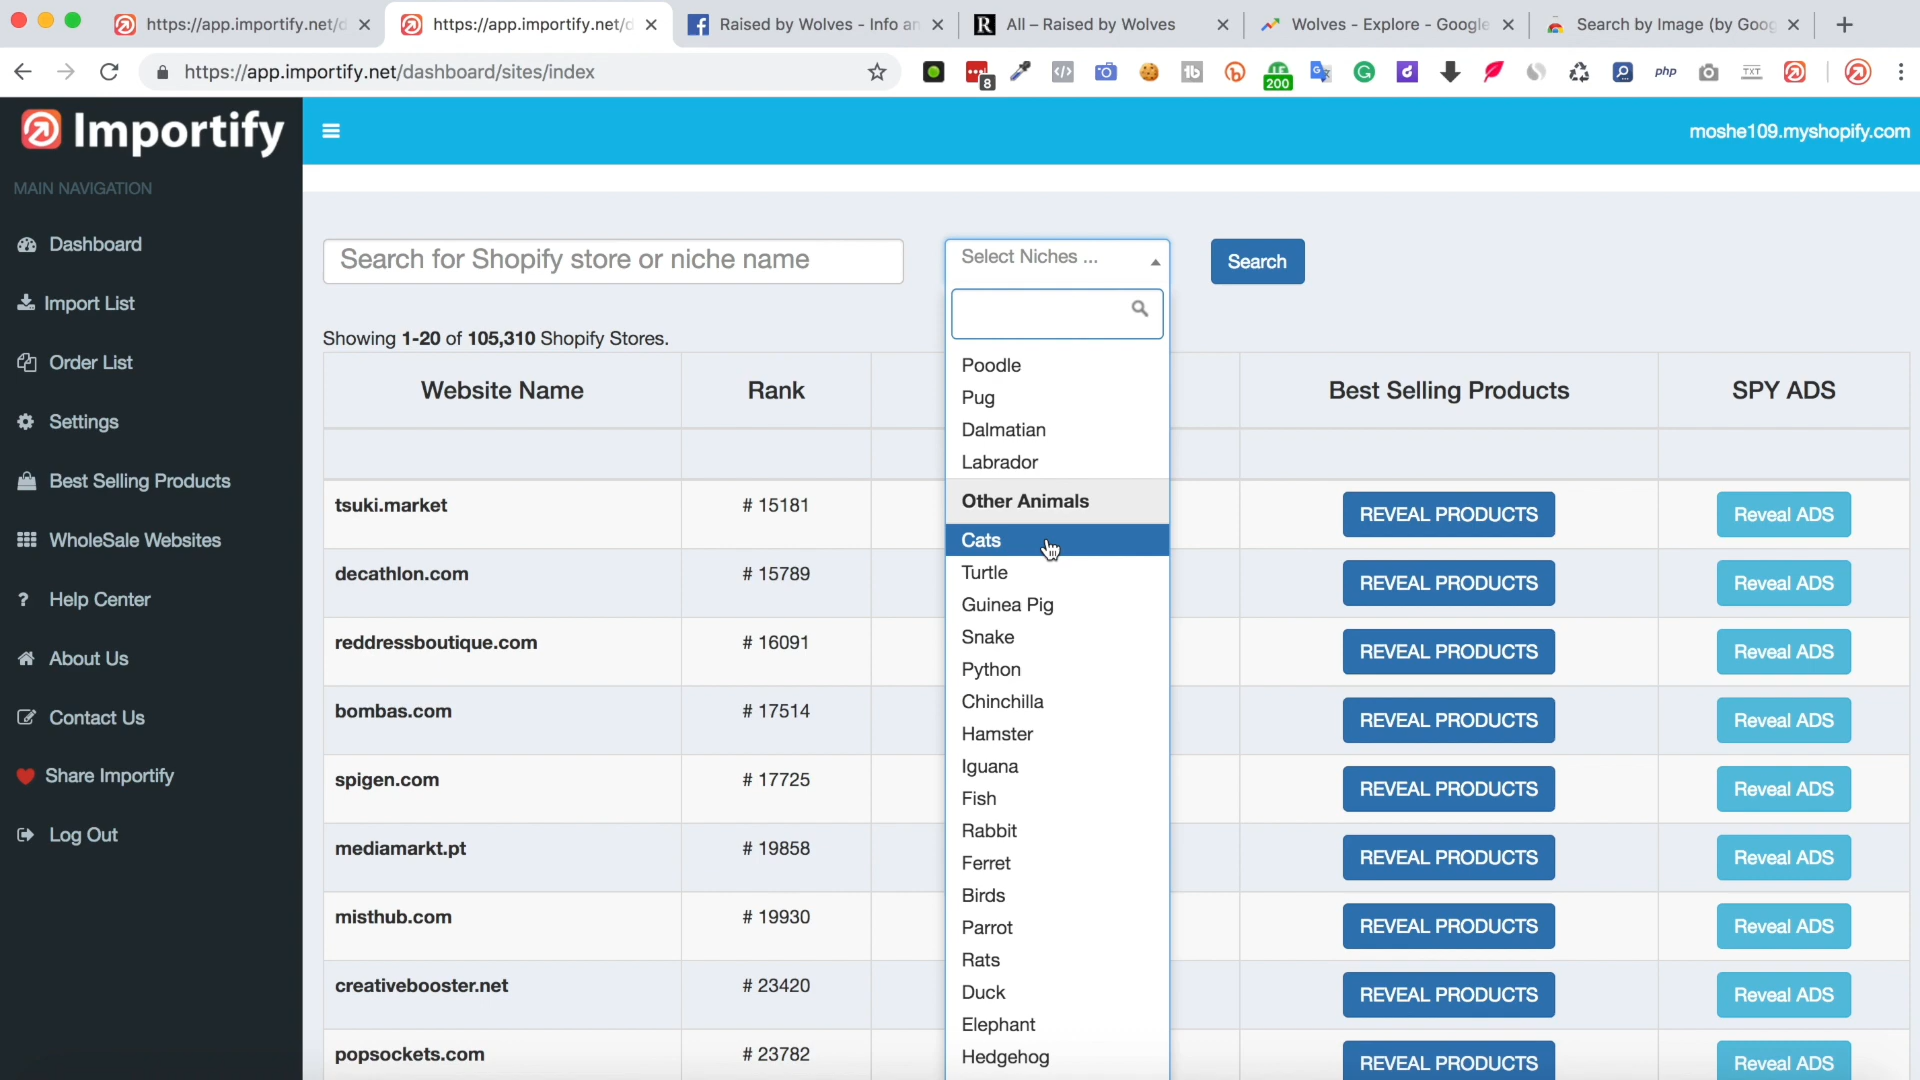 https://app.importify.net/d
https://app.importify.net/d
Raised by Wolves - Info an
All – Raised by Wolves
Wolves - Explore - Google
Search by Image (by Goog
https://app.importify.net/dashboard/sites/index
8
200
php
TXT
Importify
moshe109.myshopify.com
MAIN NAVIGATION
Dashboard
Import List
Order List
Settings
Best Selling Products
WholeSale Websites
Help Center
About Us
Contact Us
Share Importify
Log Out
Search for Shopify store or niche name
Select Niches ...
Search
Showing 1-20 of 105,310 Shopify Stores.
Website Name
Rank
Best Selling Products
SPY ADS
tsuki.market
# 15181
REVEAL PRODUCTS
Reveal ADS
decathlon.com
# 15789
REVEAL PRODUCTS
Reveal ADS
reddressboutique.com
# 16091
REVEAL PRODUCTS
Reveal ADS
bombas.com
# 17514
REVEAL PRODUCTS
Reveal ADS
spigen.com
# 17725
REVEAL PRODUCTS
Reveal ADS
mediamarkt.pt
# 19858
REVEAL PRODUCTS
Reveal ADS
misthub.com
# 19930
REVEAL PRODUCTS
Reveal ADS
creativebooster.net
# 23420
REVEAL PRODUCTS
Reveal ADS
popsockets.com
# 23782
REVEAL PRODUCTS
Reveal ADS
Poodle
Pug
Dalmatian
Labrador
Other Animals
Cats
Turtle
Guinea Pig
Snake
Python
Chinchilla
Hamster
Iguana
Fish
Rabbit
Ferret
Birds
Parrot
Rats
Duck
Elephant
Hedgehog